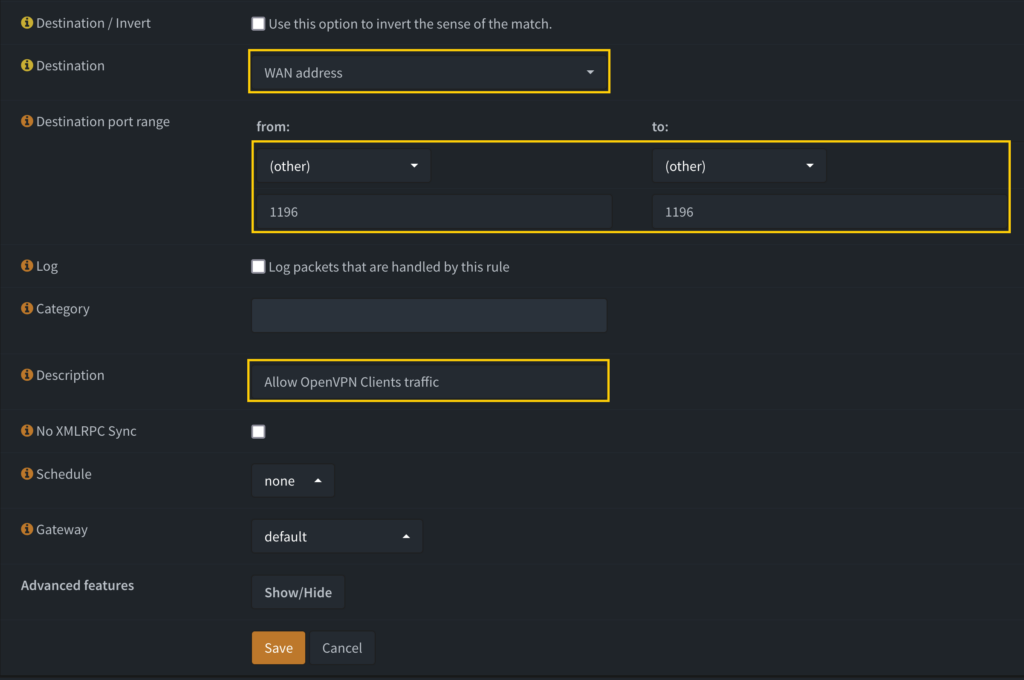 Destination / Invert
Use this option to invert the sense of the match.
Destination
WAN address
Destination port range
from:
to:
(other)
(other)
1196
1196
Log
Log packets that are handled by this rule
Category
Description
Allow OpenVPN Clients traffic
No XMLRPC Sync
Schedule
none
Gateway
default
Advanced features
Show/Hide
Save
Cancel